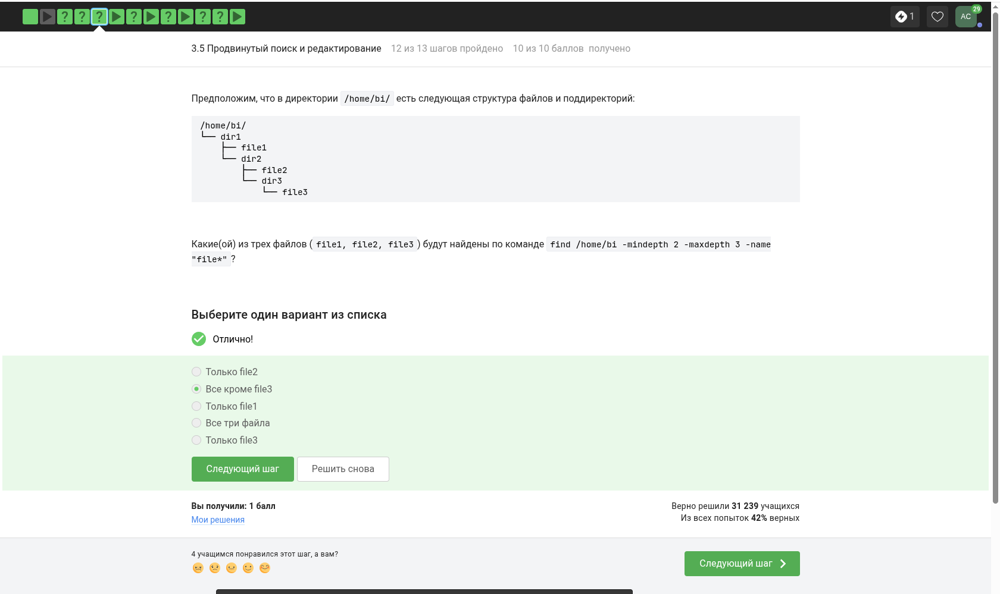 ? ? ? ? ? ? ?
1
AC
29
3.5 Продвинутый поиск и редактирование 12 из 13 шагов пройдено 10 из 10 баллов получено
Предположим, что в директории /home/bi/ есть следующая структура файлов и поддиректорий:
/home/bi/
└── dir1
    ├── file1
    └── dir2
        ├── file2
        └── dir3
            └── file3
Какие(ой) из трех файлов ( file1, file2, file3 ) будут найдены по команде find /home/bi -mindepth 2 -maxdepth 3 -name
"file*" ?
Выберите один вариант из списка
Отлично!
Только file2
Все кроме file3
Только file1
Все три файла
Только file3
Следующий шаг Решить снова
Вы получили: 1 балл
Мои решения
Верно решили 31 239 учащихся
Из всех попыток 42% верных
4 учащимся понравился этот шаг, а вам?
Следующий шаг